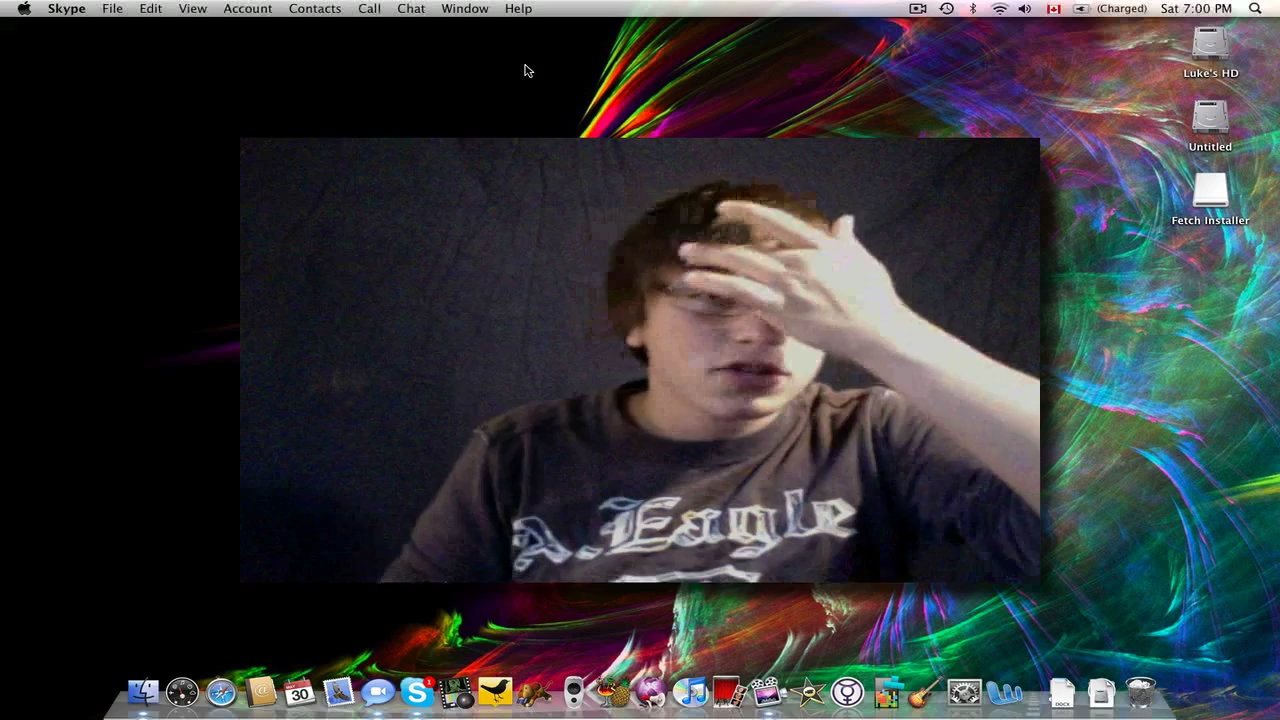 Skype File Edit View Account Contacts Call Chat Window Help (Charged) Sat 7:00 PM
Luke's HD
Untitled
Fetch Installer
A.Eagle
30
1